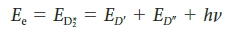 E_e = E_{D_2^*} = E_{D'} + E_{D''} + hν